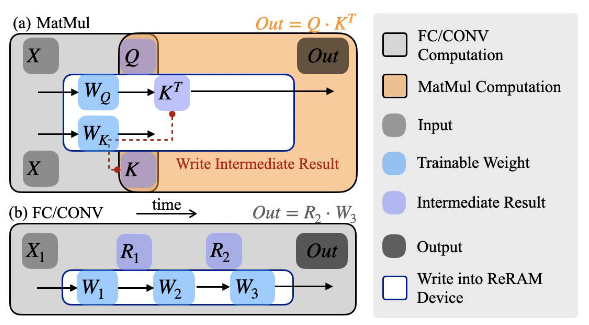 (a) MatMul
Out = Q · K^T
X
Q
Out
W_Q
K^T
W_K
X
K
Write Intermediate Result
(b) FC/CONV
time
Out = R_2 · W_3
X_1
R_1
R_2
Out
W_1
W_2
W_3
FC/CONV
Computation
MatMul Computation
Input
Trainable Weight
Intermediate Result
Output
Write into ReRAM
Device